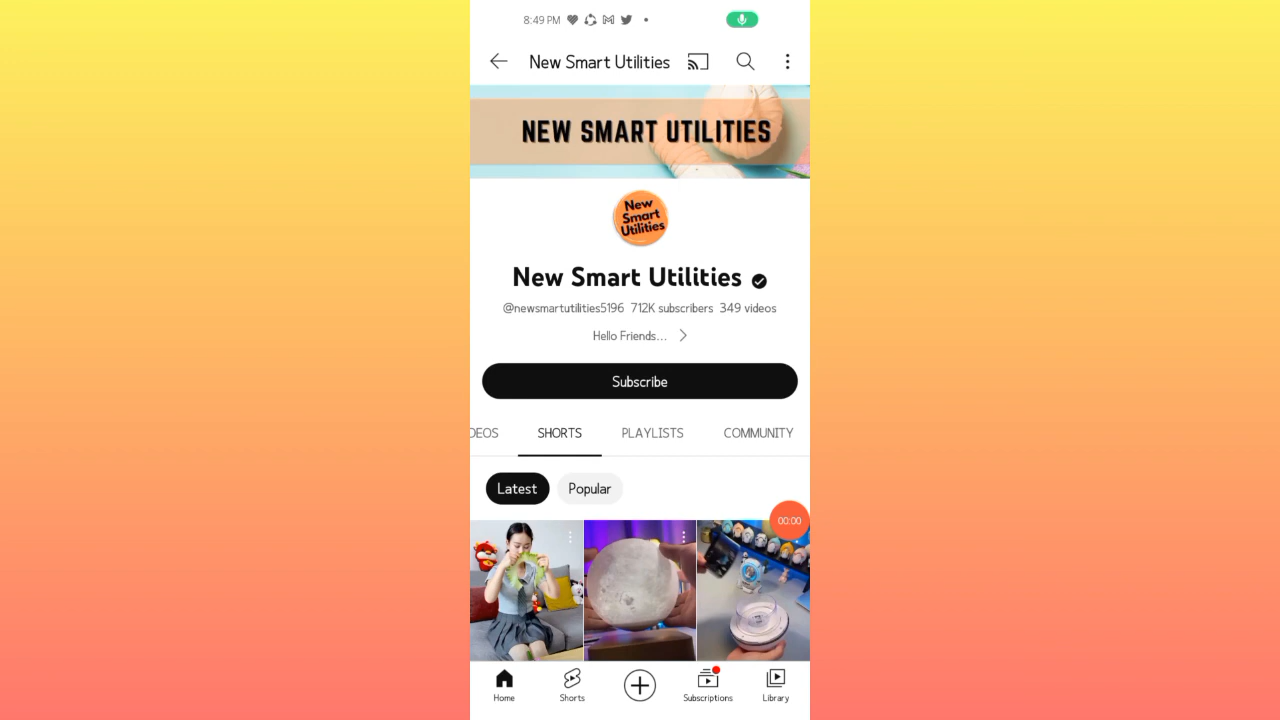 8:49 PM
New Smart Utilities
NEW SMART UTILITIES
New
Smart
Utilities
New Smart Utilities
@newsmartutilities5196 712K subscribers 349 videos
Hello Friends...
Subscribe
DEOS SHORTS PLAYLISTS COMMUNITY
Latest Popular
00:00
Home Shorts Subscriptions Library